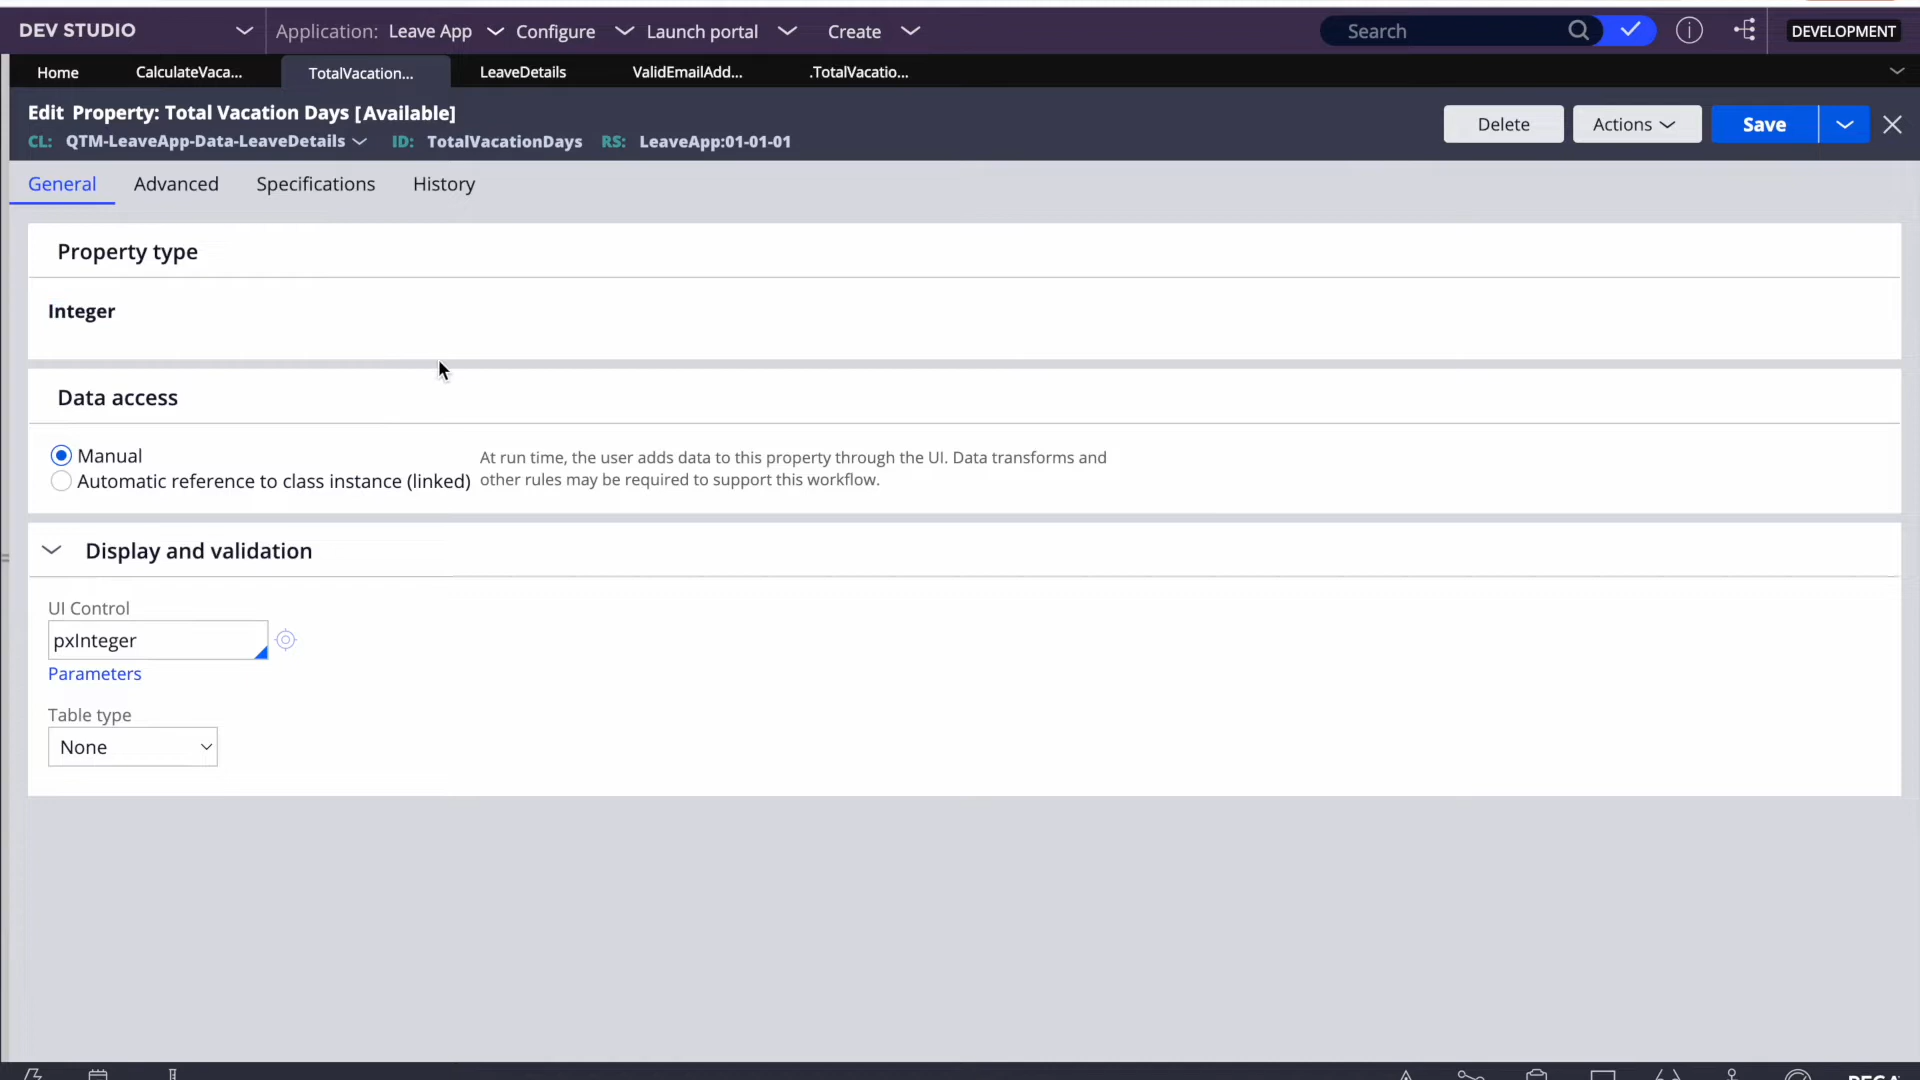 DEV STUDIO Application: Leave App Configure Launch portal Create Search DEVELOPMENT
Home CalculateVaca... TotalVacation... LeaveDetails ValidEmailAdd... .TotalVacatio...
Edit Property: Total Vacation Days [Available]
Delete Actions Save
CL: QTM-LeaveApp-Data-LeaveDetails ID: TotalVacationDays RS: LeaveApp:01-01-01
General Advanced Specifications History
Property type
Integer
Data access
Manual
Automatic reference to class instance (linked)
At run time, the user adds data to this property through the UI. Data transforms and
other rules may be required to support this workflow.
Display and validation
UI Control
pxInteger
Parameters
Table type
None
PEGA